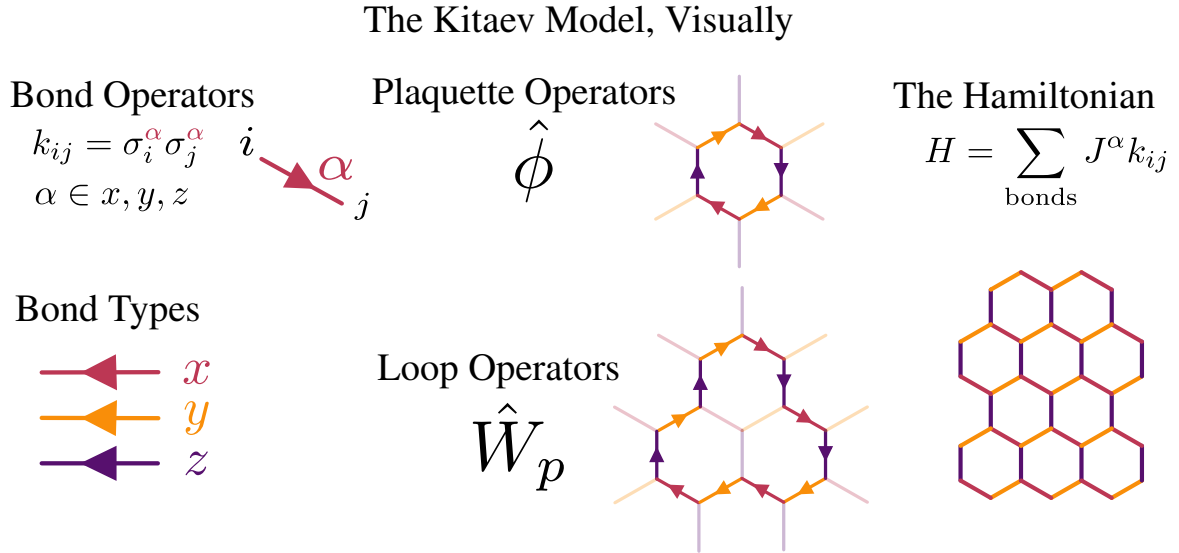 The Kitaev Model, Visually
Bond Operators
k_{ij} = σ_i^α σ_j^α
α ∈ x, y, z
i
α
j
Plaquette Operators
ϕ̂
The Hamiltonian
H = ∑_{bonds} J^α k_{ij}
Bond Types
x
y
z
Loop Operators
Ŵ_p